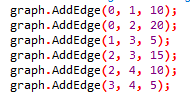 graph.AddEdge(0, 1, 10);
graph.AddEdge(0, 2, 20);
graph.AddEdge(1, 3, 5);
graph.AddEdge(2, 3, 15);
graph.AddEdge(2, 4, 10);
graph.AddEdge(3, 4, 5);